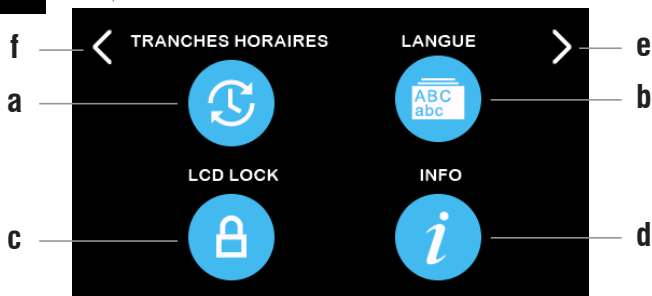 f
TRANCHES HORAIRES
LANGUE
e
a
ABC
abc
b
LCD LOCK
INFO
c
i
d